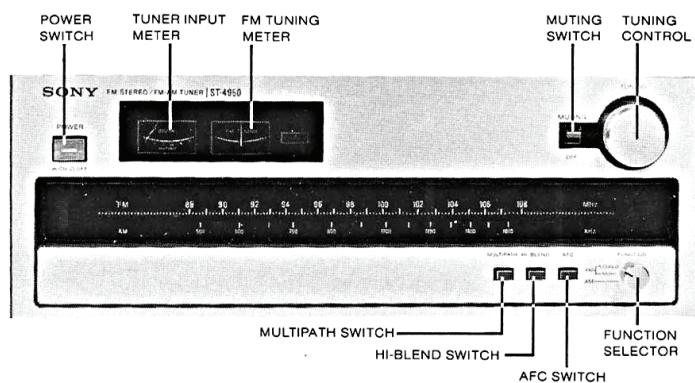 POWER SWITCH
TUNER INPUT METER
FM TUNING METER
MUTING SWITCH
TUNING CONTROL
SONY FM STEREO/FM-AM TUNER | ST-4950
POWER
MUTING
OFF
FM 88 90 92 94 96 98 100 102 104 106 108 MHz
AM
MULTIPATH HI-BLEND AFC FUNCTION
AM
MULTIPATH SWITCH
HI-BLEND SWITCH
AFC SWITCH
FUNCTION SELECTOR